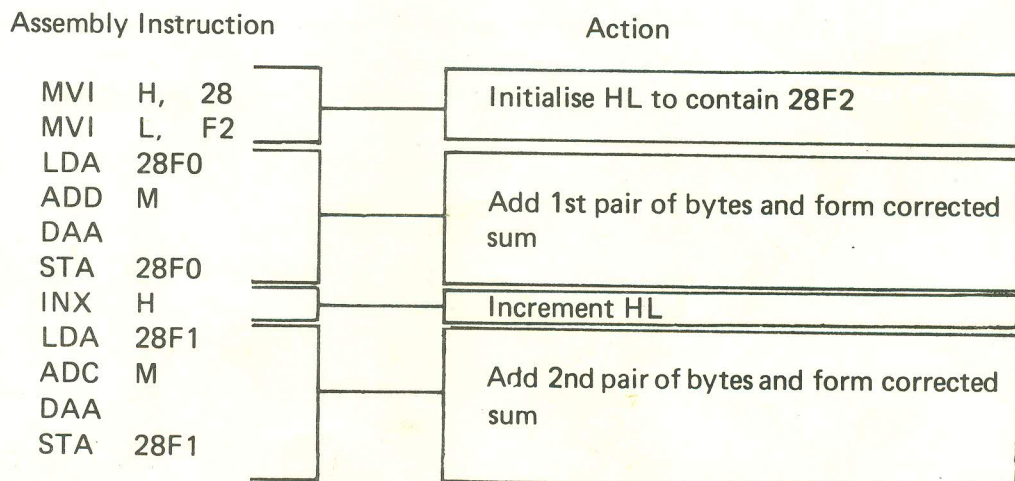 Assembly Instruction
Action
MVI H, 28
MVI L, F2
Initialise HL to contain 28F2
LDA 28F0
ADD M
DAA
STA 28F0
Add 1st pair of bytes and form corrected
sum
INX H
Increment HL
LDA 28F1
ADC M
DAA
STA 28F1
Add 2nd pair of bytes and form corrected
sum